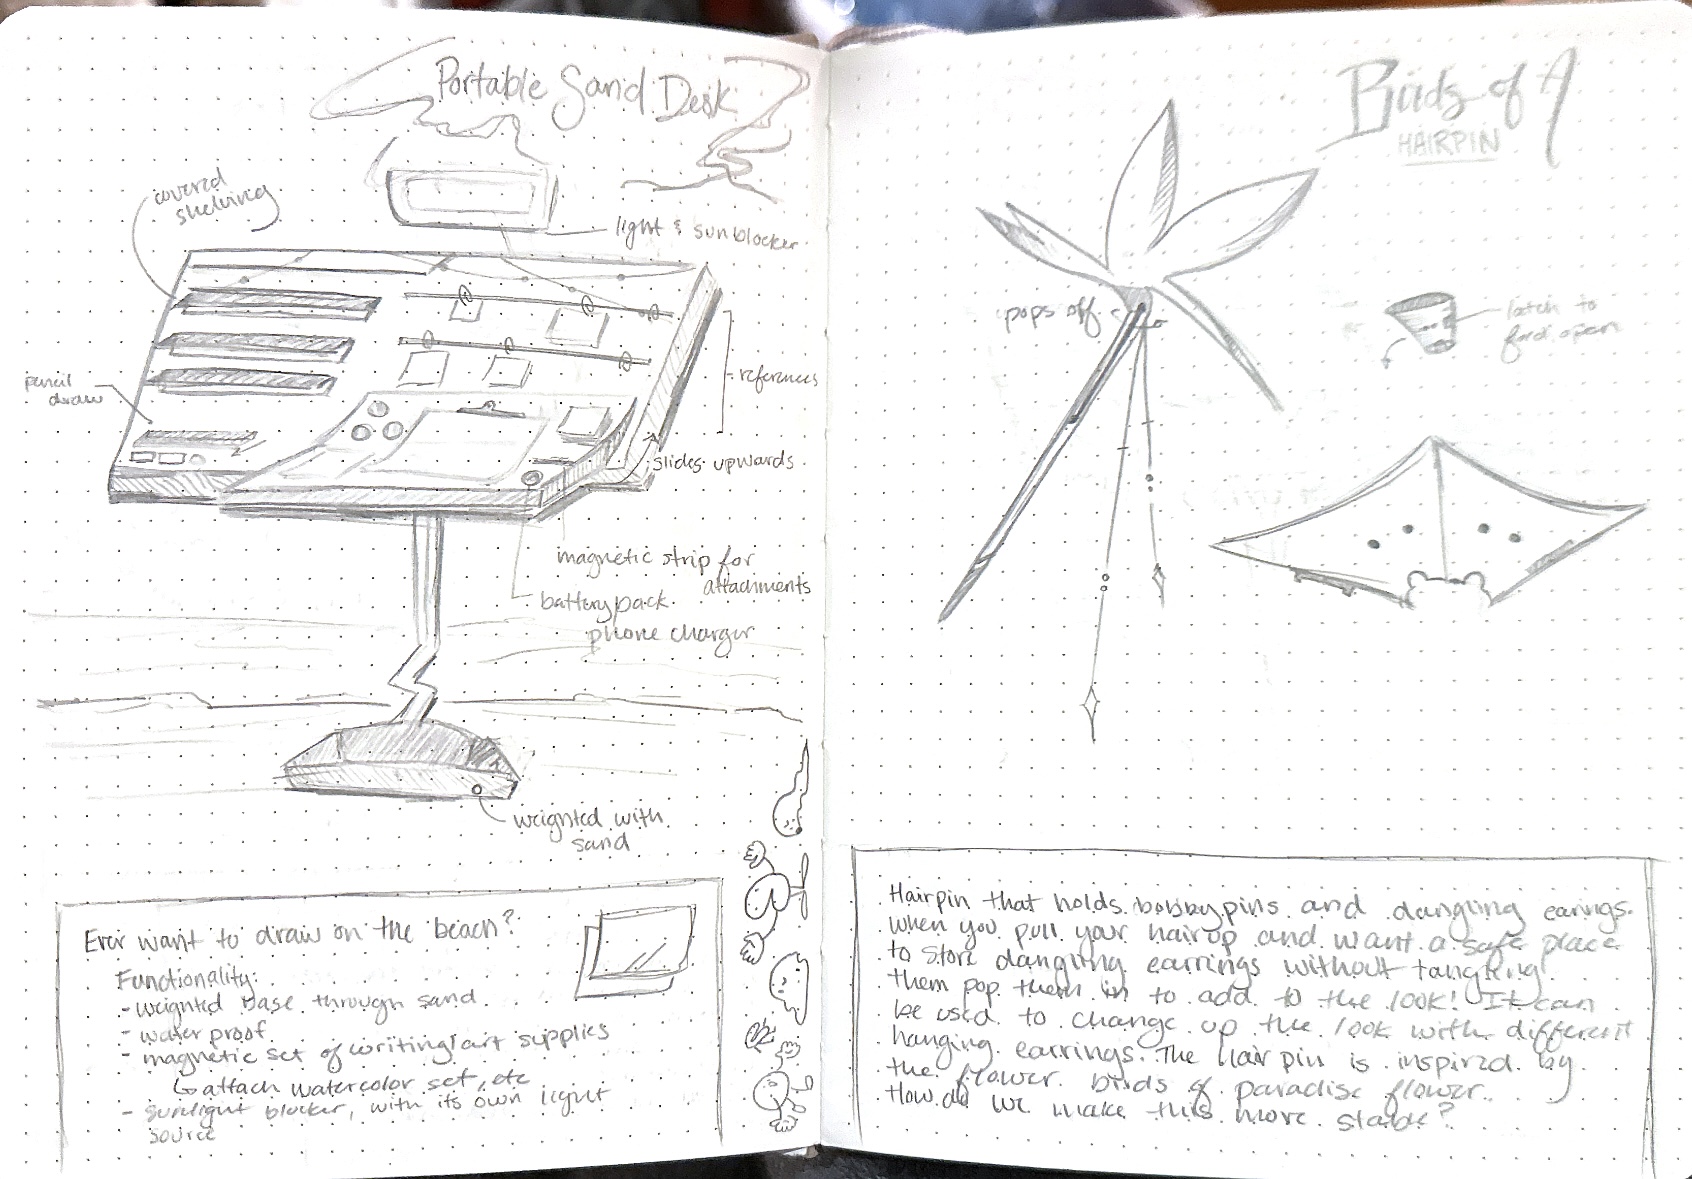 Portable Sand Desk
covered
shelving
light & sunblocker
pencil
draw
references
slides upwards
magnetic strip for
attachments
battery pack
phone charger
weighted with
sand
Ever want to draw on the beach?
Functionality:
- weighted base through sand
- water proof
- magnetic set of writing/art supplies
↳ attach watercolor set, etc
- sunlight blocker, with its own light
source
Birds of
HAIRPIN
pops off
latch to
fold open
Hairpin that holds bobbypins and dangling earings.
when you pull your hair up and want a safe place
to store dangling earrings without tangling
them pop them in to add to the look! It can
be used to change up the look with different
hanging earrings. The Hair pin is inspired by
the flower birds of paradise flower.
How do we make this more stable?